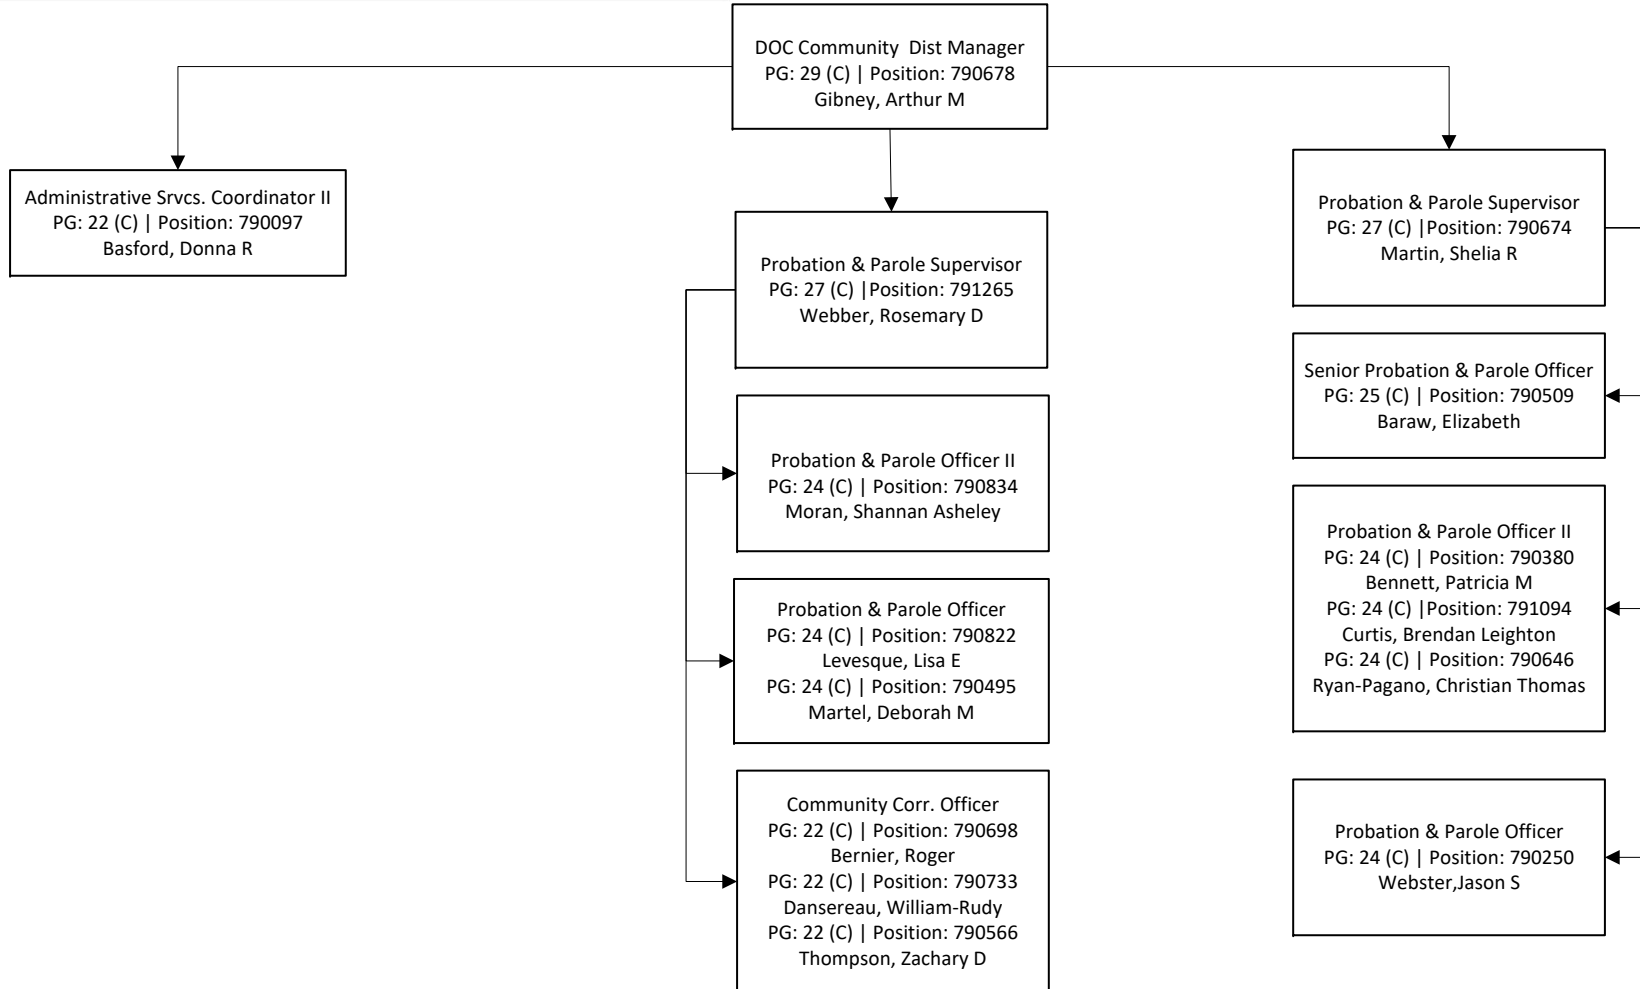 DOC Community  Dist Manager
PG: 29 (C) | Position: 790678
Gibney, Arthur M
Administrative Srvcs. Coordinator II
PG: 22 (C) | Position: 790097
Basford, Donna R
Probation & Parole Supervisor
PG: 27 (C) |Position: 791265
Webber, Rosemary D
Probation & Parole Officer II
PG: 24 (C) | Position: 790834
Moran, Shannan Asheley
Probation & Parole Officer
PG: 24 (C) | Position: 790822
Levesque, Lisa E
PG: 24 (C) | Position: 790495
Martel, Deborah M
Community Corr. Officer
PG: 22 (C) | Position: 790698
Bernier, Roger
PG: 22 (C) | Position: 790733
Dansereau, William-Rudy
PG: 22 (C) | Position: 790566
Thompson, Zachary D
Probation & Parole Supervisor
PG: 27 (C) |Position: 790674
Martin, Shelia R
Senior Probation & Parole Officer
PG: 25 (C) | Position: 790509
Baraw, Elizabeth
Probation & Parole Officer II
PG: 24 (C) | Position: 790380
Bennett, Patricia M
PG: 24 (C) |Position: 791094
Curtis, Brendan Leighton
PG: 24 (C) | Position: 790646
Ryan-Pagano, Christian Thomas
Probation & Parole Officer
PG: 24 (C) | Position: 790250
Webster,Jason S